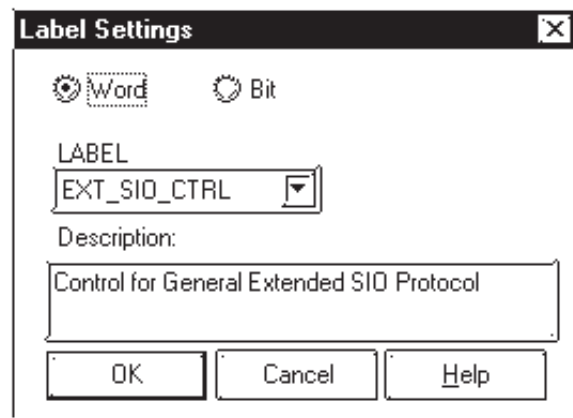 Label Settings
Word Bit
LABEL
EXT_SIO_CTRL
Description:
Control for General Extended SIO Protocol
OK Cancel Help